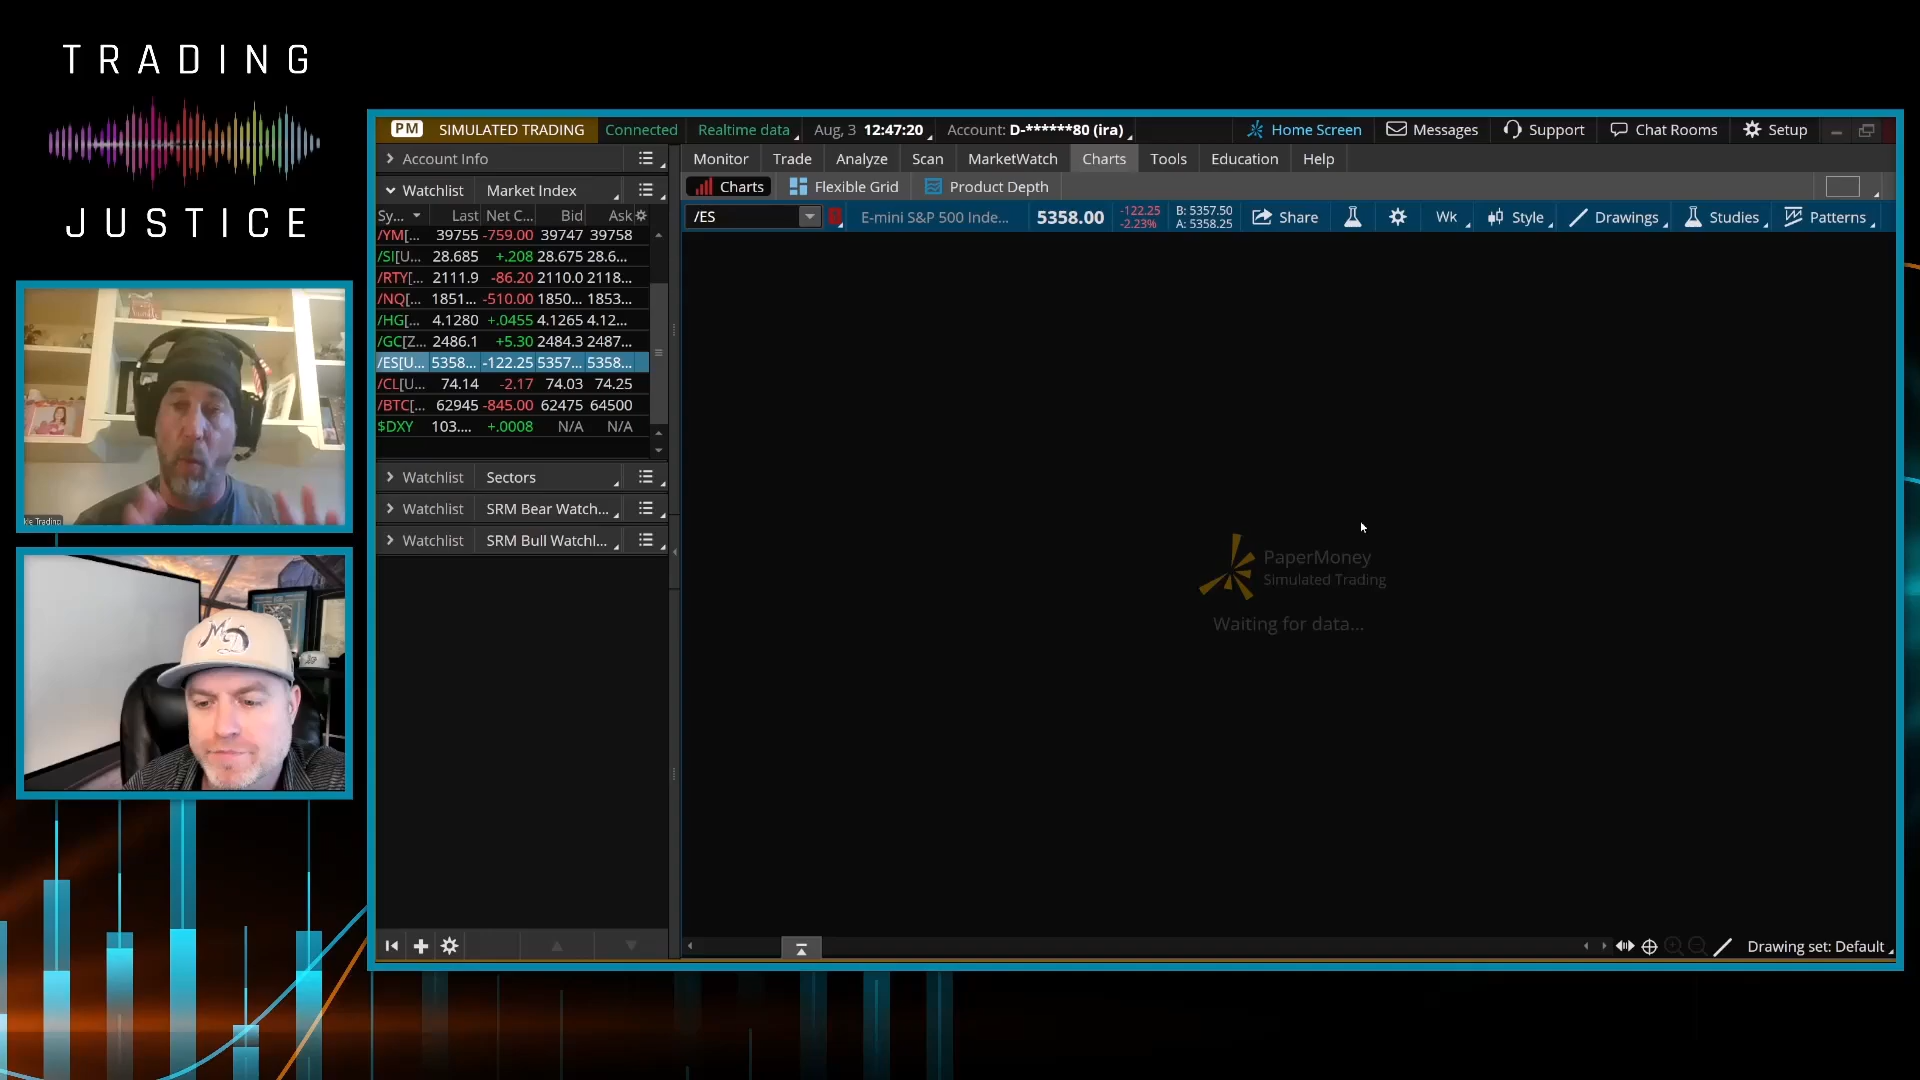 TRADING
JUSTICE
PM SIMULATED TRADING Connected Realtime data Aug, 3 12:47:20 Account: D-******80 (ira) Home Screen Messages Support Chat Rooms Setup
Account Info
Monitor Trade Analyze Scan MarketWatch Charts Tools Education Help
Watchlist Market Index
Charts Flexible Grid Product Depth
Sy... Last Net C... Bid Ask
/ES E-mini S&P 500 Inde... 5358.00 -122.25 -2.23% B: 5357.50 A: 5358.25 Share Wk Style Drawings Studies Patterns
/YM[... 39755 -759.00 39747 39758
/SI[U... 28.685 +.208 28.675 28.6...
/RTY[... 2111.9 -86.20 2110.0 2118...
/NQ[... 1851... -510.00 1850... 1853...
/HG[... 4.1280 +.0455 4.1265 4.12...
/GC[Z... 2486.1 +5.30 2484.3 2487...
/ES[U... 5358... -122.25 5357... 5358...
/CL[U... 74.14 -2.17 74.03 74.25
/BTC[... 62945 -845.00 62475 64500
$DXY 103.... +.0008 N/A N/A
Watchlist Sectors
Watchlist SRM Bear Watch...
Watchlist SRM Bull Watchl...
PaperMoney
Simulated Trading
Waiting for data...
Drawing set: Default